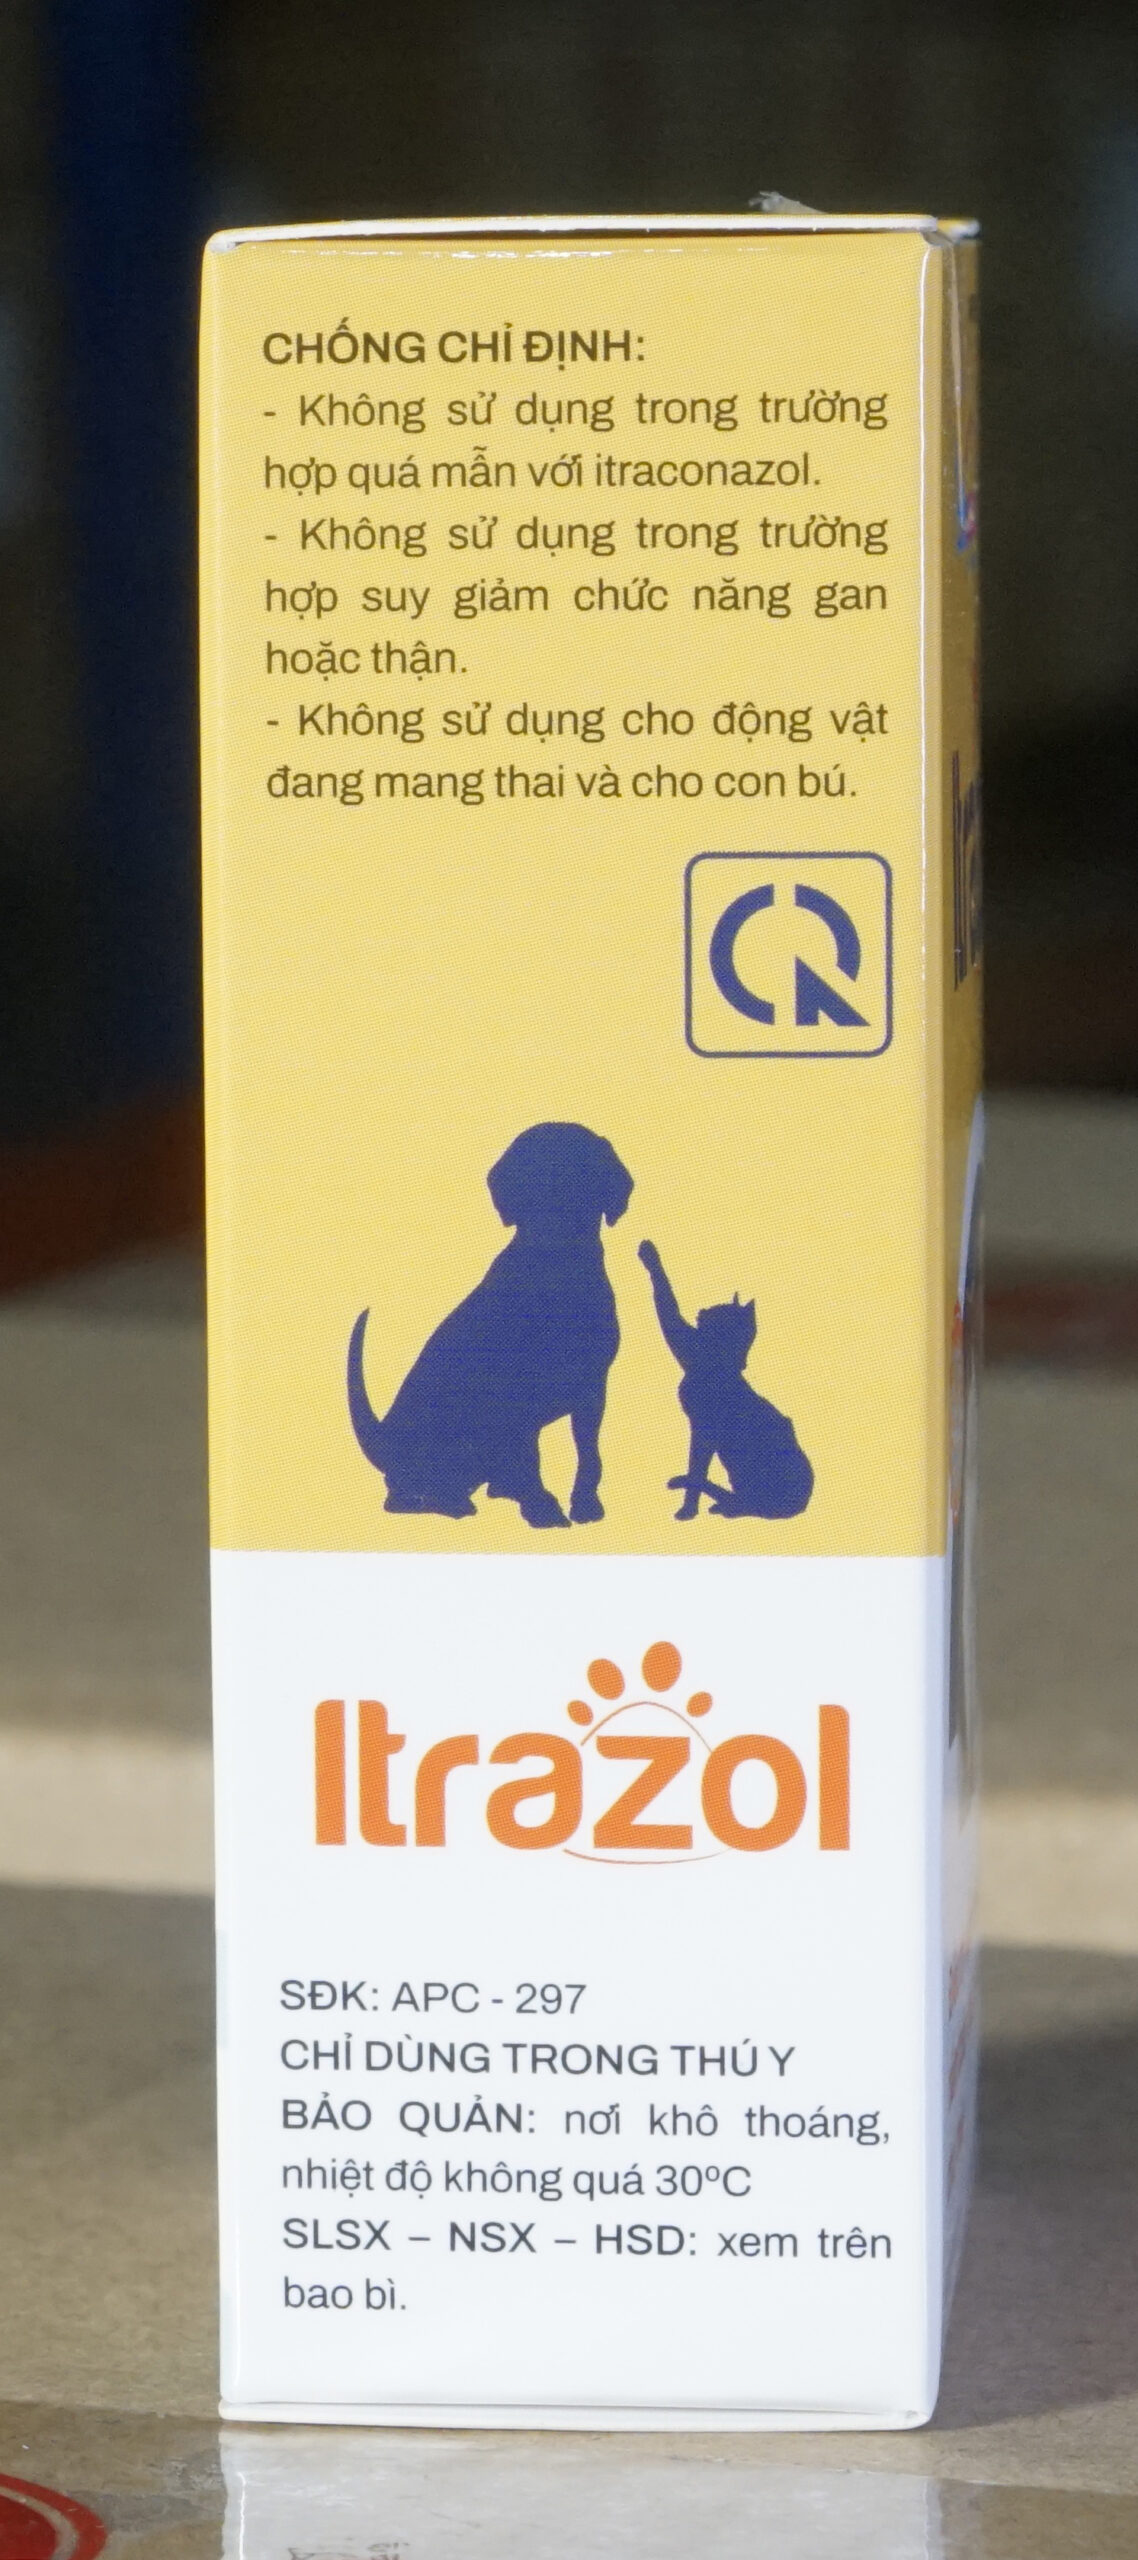 CHỐNG CHỈ ĐỊNH:
- Không sử dụng trong trường
hợp quá mẫn với itraconazol.
- Không sử dụng trong trường
hợp suy giảm chức năng gan
hoặc thận.
- Không sử dụng cho động vật
đang mang thai và cho con bú.
Itrazol
SĐK: APC - 297
CHỈ DÙNG TRONG THÚ Y
BẢO QUẢN: nơi khô thoáng,
nhiệt độ không quá 30ºC
SLSX – NSX – HSD: xem trên
bao bì.